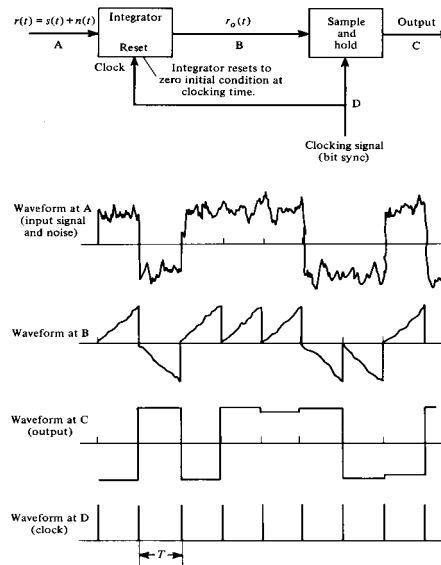 r(t) = s(t)+n(t)
A
Integrator
Reset
r₀(t)
B
Sample
and
hold
Output
C
Clock
Integrator resets to
zero initial condition at
clocking time.
D
Clocking signal
(bit sync)
Waveform at A
(input signal
and noise)
Waveform at B
Waveform at C
(output)
Waveform at D
(clock)
T